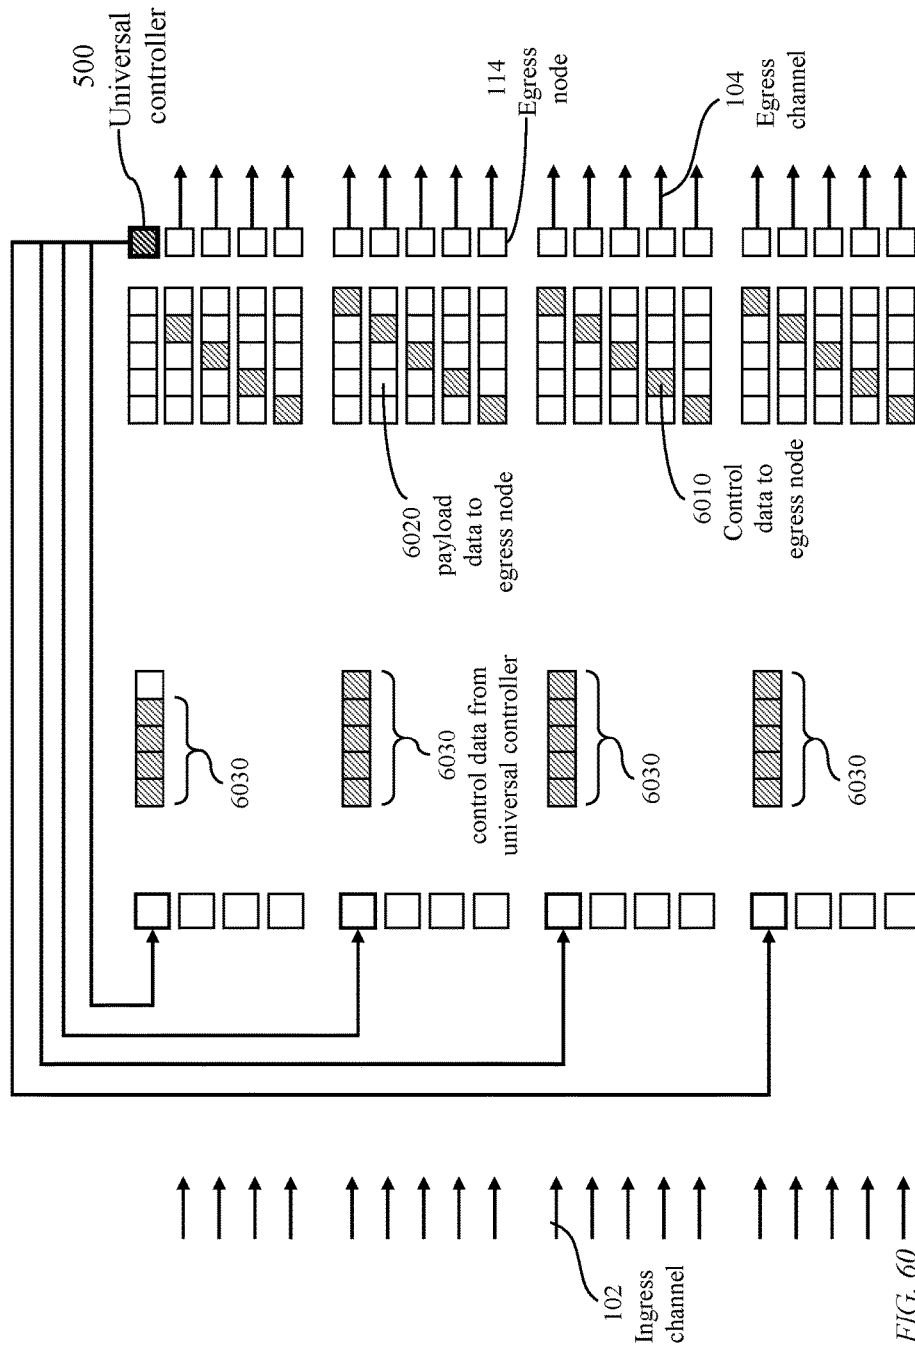 500
Universal
controller
114
Egress
node
104
Egress
channel
6020
payload
data to
egress node
6010
Control
data to
egress node
6030
6030
control data from
universal controller
6030
6030
102
Ingress
channel
FIG. 60